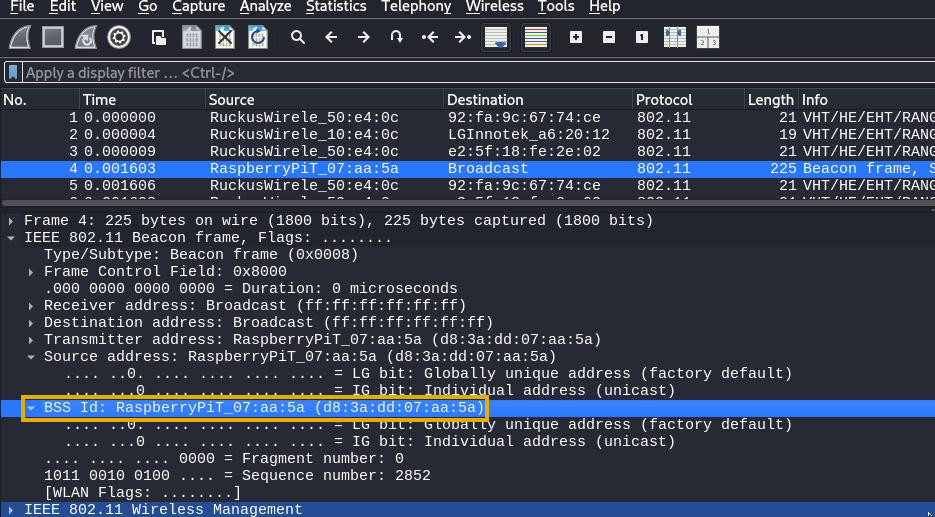 File Edit View Go Capture Analyze Statistics Telephony Wireless Tools Help
1
1
2 3
Apply a display filter … <Ctrl-/>
No. Time Source Destination Protocol Length Info
1 0.000000 RuckusWirele_50:e4:0c 92:fa:9c:67:74:ce 802.11 21 VHT/HE/EHT/RANG
2 0.000004 RuckusWirele_10:e4:0c LGInnotek_a6:20:12 802.11 19 VHT/HE/EHT/RANG
3 0.000009 RuckusWirele_50:e4:0c e2:5f:18:fe:2e:02 802.11 21 VHT/HE/EHT/RANG
4 0.001603 RaspberryPiT_07:aa:5a Broadcast 802.11 225 Beacon frame, S
5 0.001606 RuckusWirele_50:e4:0c 92:fa:9c:67:74:ce 802.11 21 VHT/HE/EHT/RANG
Frame 4: 225 bytes on wire (1800 bits), 225 bytes captured (1800 bits)
IEEE 802.11 Beacon frame, Flags: ........
Type/Subtype: Beacon frame (0x0008)
Frame Control Field: 0x8000
.000 0000 0000 0000 = Duration: 0 microseconds
Receiver address: Broadcast (ff:ff:ff:ff:ff:ff)
Destination address: Broadcast (ff:ff:ff:ff:ff:ff)
Transmitter address: RaspberryPiT_07:aa:5a (d8:3a:dd:07:aa:5a)
Source address: RaspberryPiT_07:aa:5a (d8:3a:dd:07:aa:5a)
.... ..0. .... .... .... .... = LG bit: Globally unique address (factory default)
.... ...0 .... .... .... .... = IG bit: Individual address (unicast)
BSS Id: RaspberryPiT_07:aa:5a (d8:3a:dd:07:aa:5a)
.... ..0. .... .... .... .... = LG bit: Globally unique address (factory default)
.... ...0 .... .... .... .... = IG bit: Individual address (unicast)
.... .... .... 0000 = Fragment number: 0
1011 0010 0100 .... = Sequence number: 2852
[WLAN Flags: ........]
IEEE 802.11 Wireless Management